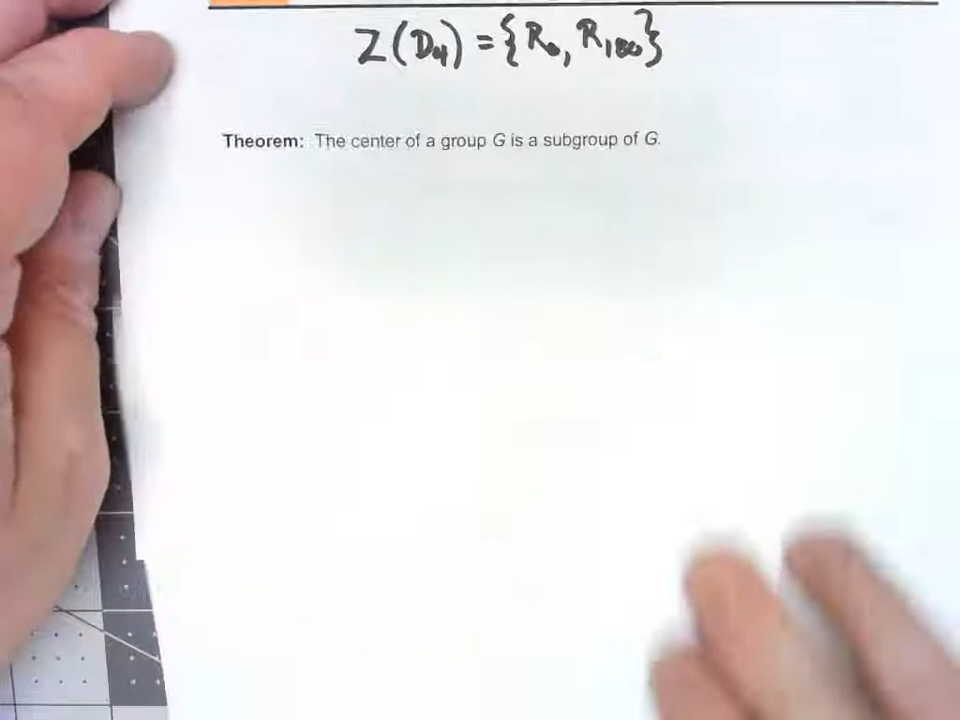 Z(D₄) = {R₀, R₁₈₀}
Theorem: The center of a group G is a subgroup of G.